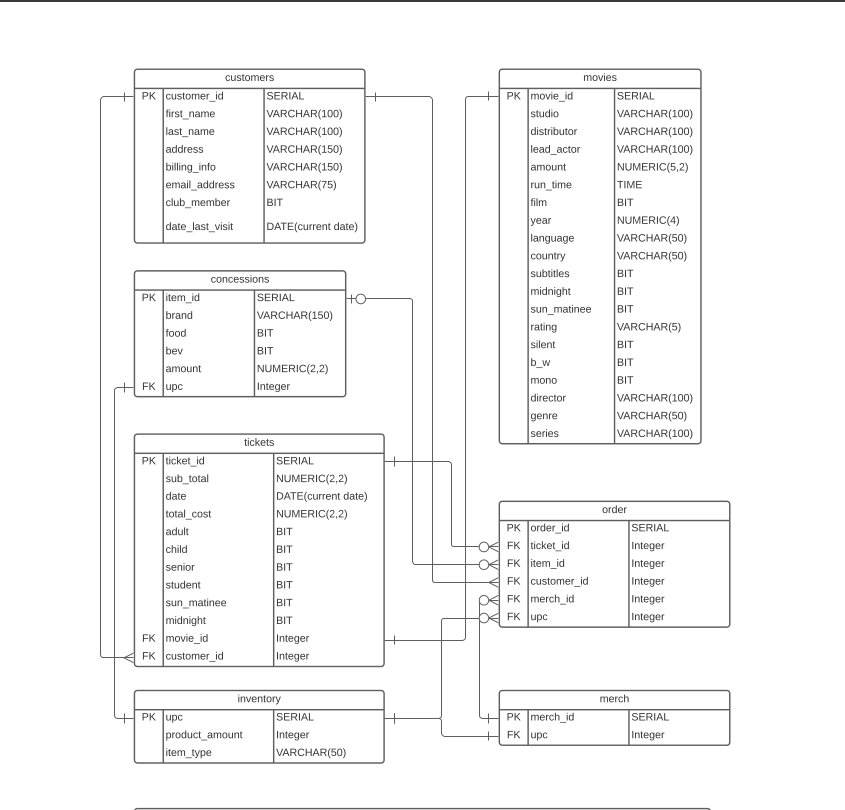 customers
PK customer_id SERIAL
first_name VARCHAR(100)
last_name VARCHAR(100)
address VARCHAR(150)
billing_info VARCHAR(150)
email_address VARCHAR(75)
club_member BIT
date_last_visit DATE(current date)
concessions
PK item_id SERIAL
brand VARCHAR(150)
food BIT
bev BIT
amount NUMERIC(2,2)
FK upc Integer
tickets
PK ticket_id SERIAL
sub_total NUMERIC(2,2)
date DATE(current date)
total_cost NUMERIC(2,2)
adult BIT
child BIT
senior BIT
student BIT
sun_matinee BIT
midnight BIT
FK movie_id Integer
FK customer_id Integer
inventory
PK upc SERIAL
product_amount Integer
item_type VARCHAR(50)
movies
PK movie_id SERIAL
studio VARCHAR(100)
distributor VARCHAR(100)
lead_actor VARCHAR(100)
amount NUMERIC(5,2)
run_time TIME
film BIT
year NUMERIC(4)
language VARCHAR(50)
country VARCHAR(50)
subtitles BIT
midnight BIT
sun_matinee BIT
rating VARCHAR(5)
silent BIT
b_w BIT
mono BIT
director VARCHAR(100)
genre VARCHAR(50)
series VARCHAR(100)
order
PK order_id SERIAL
FK ticket_id Integer
FK item_id Integer
FK customer_id Integer
FK merch_id Integer
FK upc Integer
merch
PK merch_id SERIAL
FK upc Integer